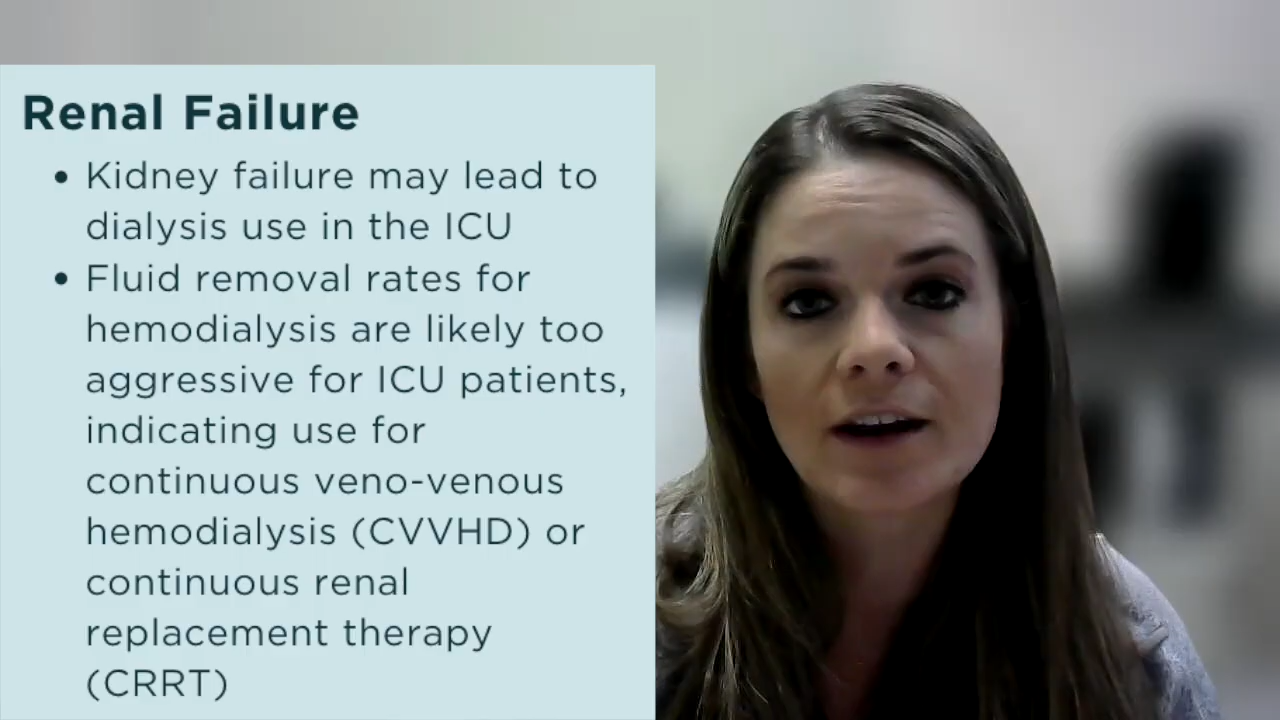 Renal Failure
• Kidney failure may lead to
dialysis use in the ICU
• Fluid removal rates for
hemodialysis are likely too
aggressive for ICU patients,
indicating use for
continuous veno-venous
hemodialysis (CVVHD) or
continuous renal
replacement therapy
(CRRT)